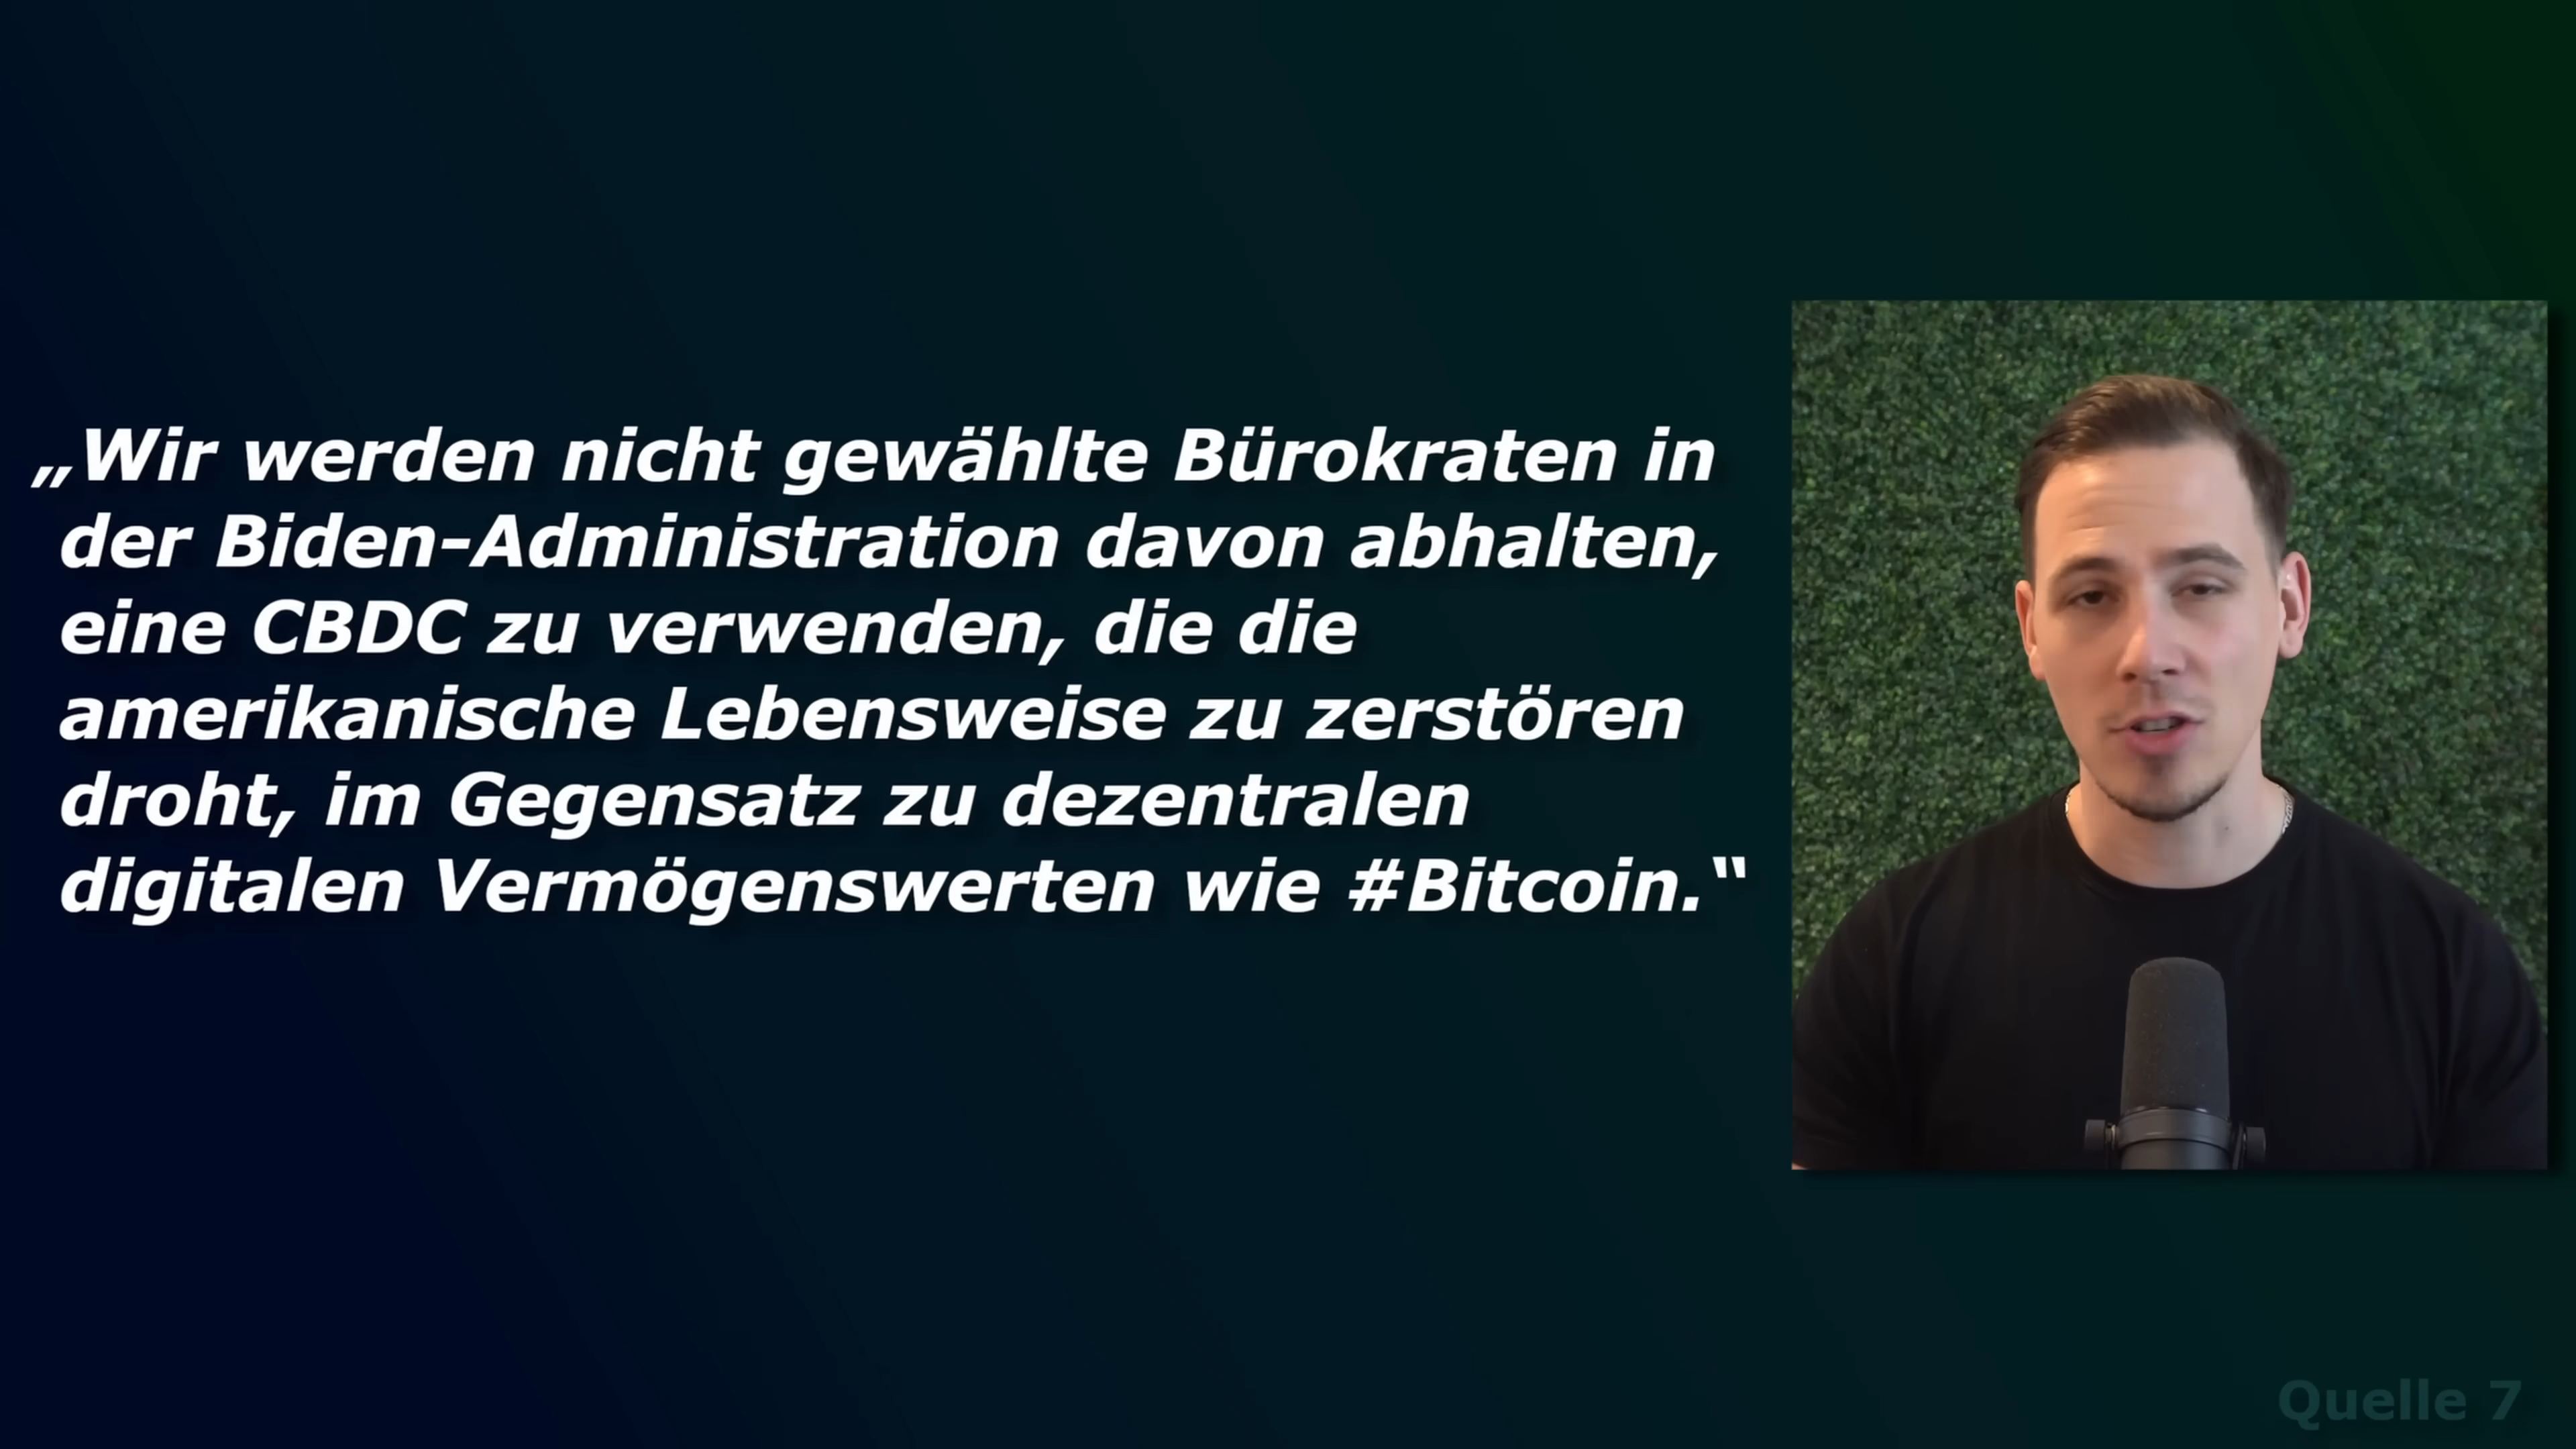 „Wir werden nicht gewählte Bürokraten in
der Biden-Administration davon abhalten,
eine CBDC zu verwenden, die die
amerikanische Lebensweise zu zerstören
droht, im Gegensatz zu dezentralen
digitalen Vermögenswerten wie #Bitcoin.“
Quelle 7